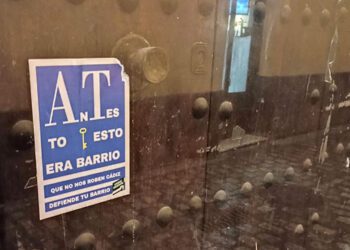 ANTES
TO ESTO
ERA BARRIO
QUE NO NOS ROBEN CÁDIZ
DEFIENDE TU BARRIO